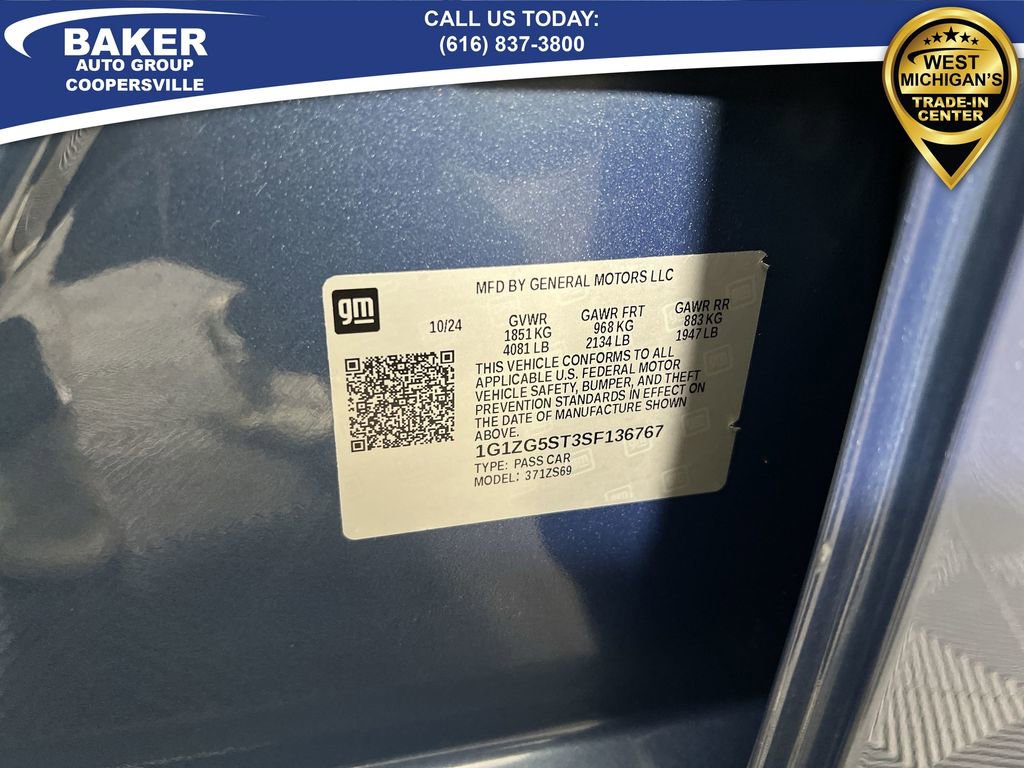 BAKER
AUTO GROUP
COOPERSVILLE
CALL US TODAY:
(616) 837-3800
WEST
MICHIGAN'S
TRADE-IN
CENTER
gm
MFD BY GENERAL MOTORS LLC
10/24
GVWR
1851 KG
4081 LB
GAWR FRT
968 KG
2134 LB
GAWR RR
883 KG
1947 LB
THIS VEHICLE CONFORMS TO ALL
APPLICABLE U.S. FEDERAL MOTOR
VEHICLE SAFETY, BUMPER, AND THEFT
PREVENTION STANDARDS IN EFFECT ON
THE DATE OF MANUFACTURE SHOWN
ABOVE.
1G1ZG5ST3SF136767
TYPE: PASS CAR
MODEL: 371ZS69